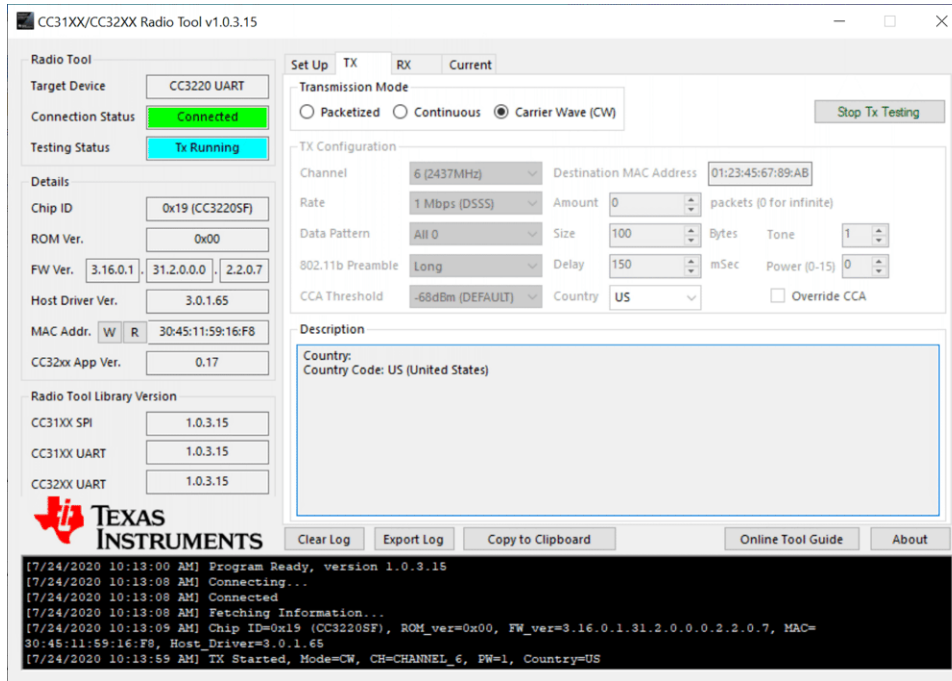 CC31XX/CC32XX Radio Tool v1.0.3.15
Radio Tool
Target Device CC3220 UART
Connection Status Connected
Testing Status Tx Running
Details
Chip ID 0x19 (CC3220SF)
ROM Ver. 0x00
FW Ver. 3.16.0.1 . 31.2.0.0.0 . 2.2.0.7
Host Driver Ver. 3.0.1.65
MAC Addr. W R 30:45:11:59:16:F8
CC32xx App Ver. 0.17
Radio Tool Library Version
CC31XX SPI 1.0.3.15
CC31XX UART 1.0.3.15
CC32XX UART 1.0.3.15
TEXAS
INSTRUMENTS
Set Up TX RX Current
Transmission Mode
Packetized Continuous Carrier Wave (CW) Stop Tx Testing
TX Configuration
Channel 6 (2437MHz) Destination MAC Address 01:23:45:67:89:AB
Rate 1 Mbps (DSSS) Amount 0 packets (0 for infinite)
Data Pattern All 0 Size 100 Bytes Tone 1
802.11b Preamble Long Delay 150 mSec Power (0-15) 0
CCA Threshold -68dBm (DEFAULT) Country US Override CCA
Description
Country:
Country Code: US (United States)
Clear Log Export Log Copy to Clipboard Online Tool Guide About
[7/24/2020 10:13:00 AM] Program Ready, version 1.0.3.15
[7/24/2020 10:13:08 AM] Connecting...
[7/24/2020 10:13:08 AM] Connected
[7/24/2020 10:13:08 AM] Fetching Information...
[7/24/2020 10:13:09 AM] Chip ID=0x19 (CC3220SF), ROM_ver=0x00, FW_ver=3.16.0.1.31.2.0.0.0.2.2.0.7, MAC=
30:45:11:59:16:F8, Host_Driver=3.0.1.65
[7/24/2020 10:13:59 AM] TX Started, Mode=CW, CH=CHANNEL_6, PW=1, Country=US